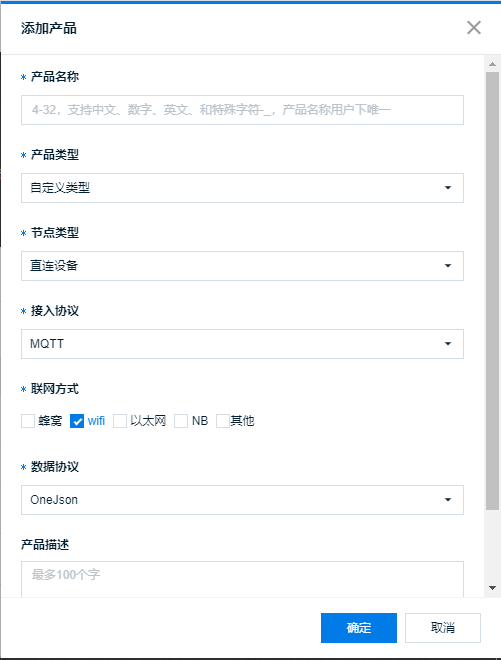 添加产品
* 产品名称
4-32，支持中文、数字、英文、和特殊字符-_，产品名称用户下唯一
* 产品类型
自定义类型
* 节点类型
直连设备
* 接入协议
MQTT
* 联网方式
蜂窝 wifi 以太网 NB 其他
* 数据协议
OneJson
产品描述
最多100个字
确定 取消